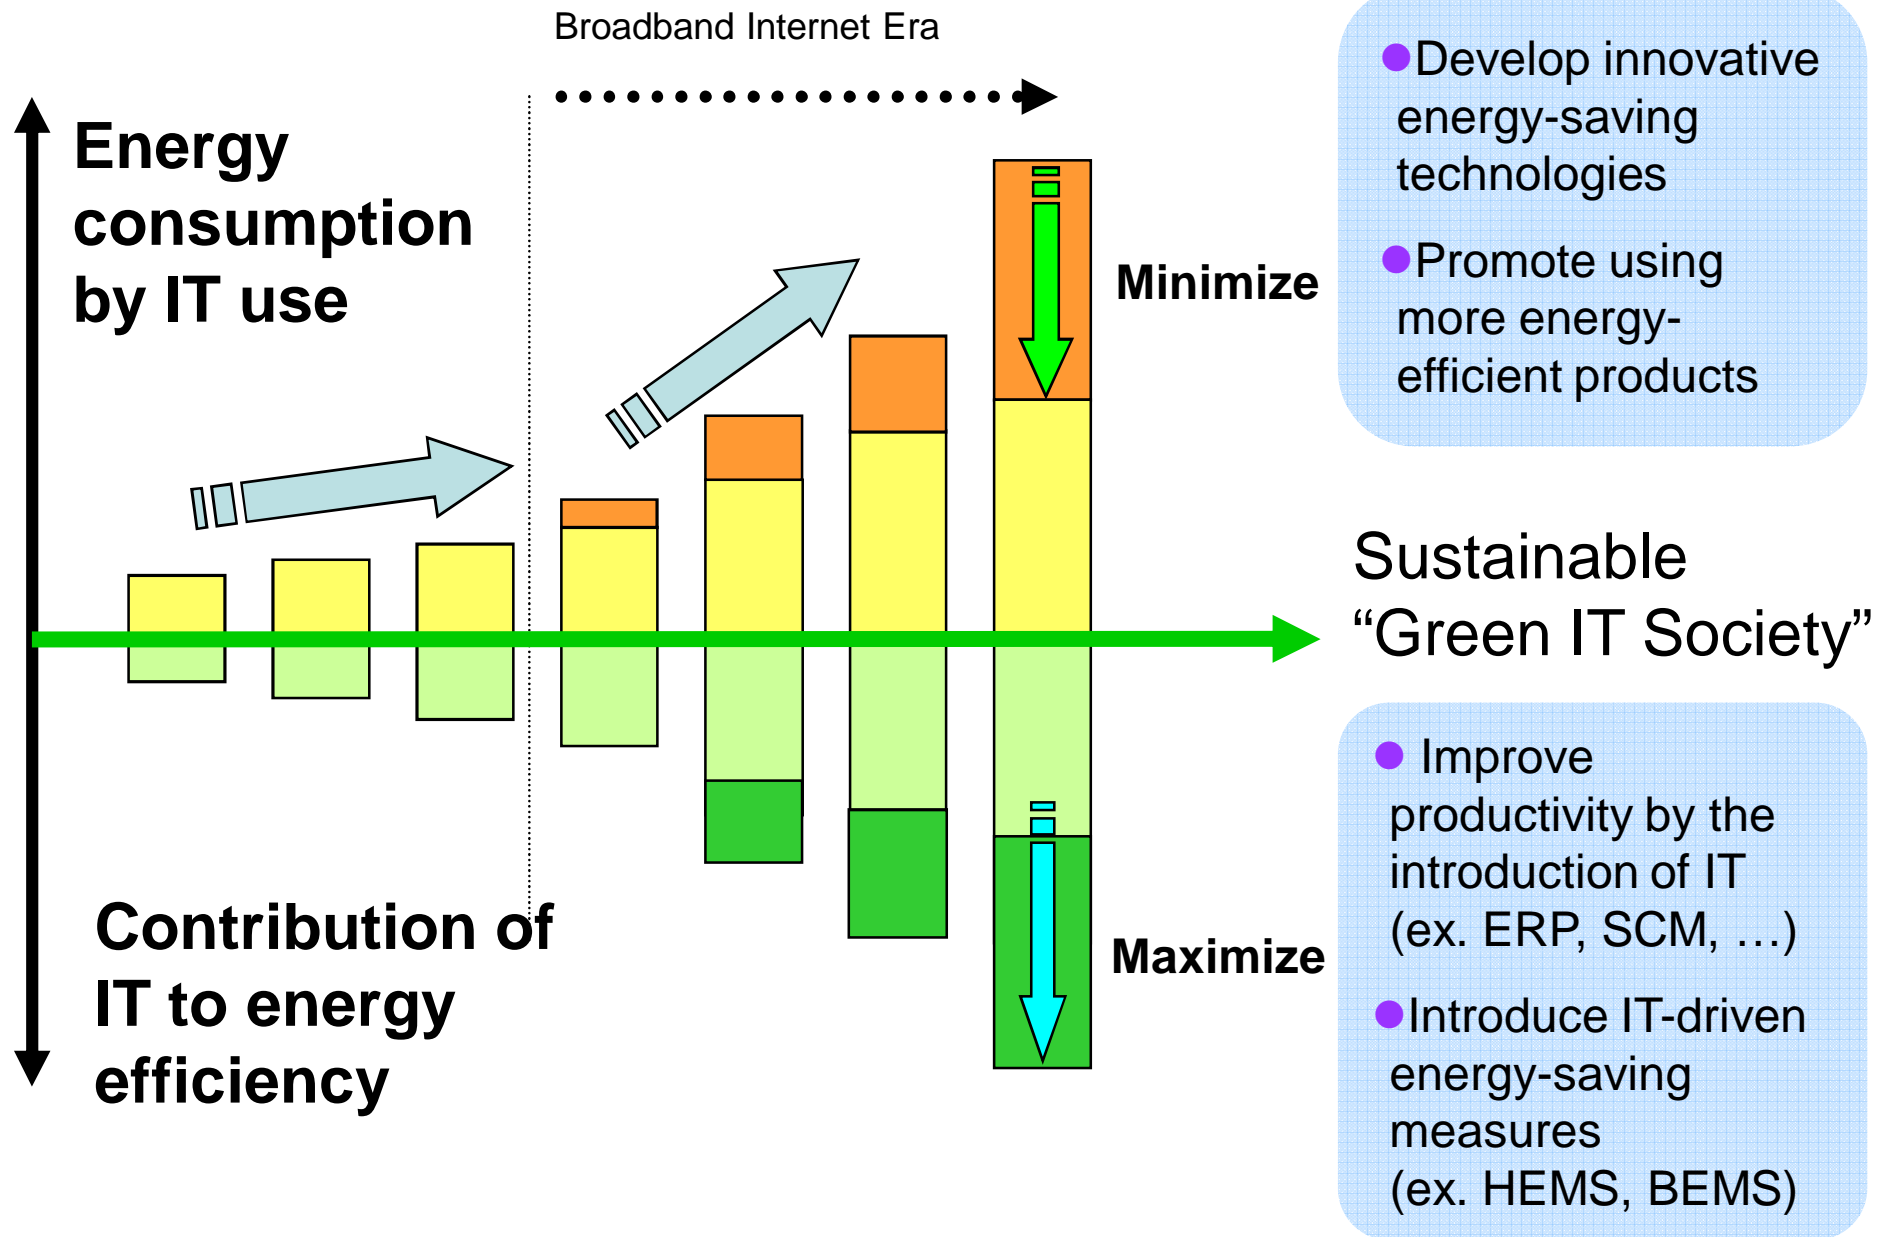 Broadband Internet Era
Energy
consumption
by IT use
Minimize
●Develop innovative
energy-saving
technologies
●Promote using
more energy-
efficient products
Sustainable
“Green IT Society”
Contribution of
IT to energy
efficiency
Maximize
● Improve
productivity by the
introduction of IT
(ex. ERP, SCM, …)
●Introduce IT-driven
energy-saving
measures
(ex. HEMS, BEMS)